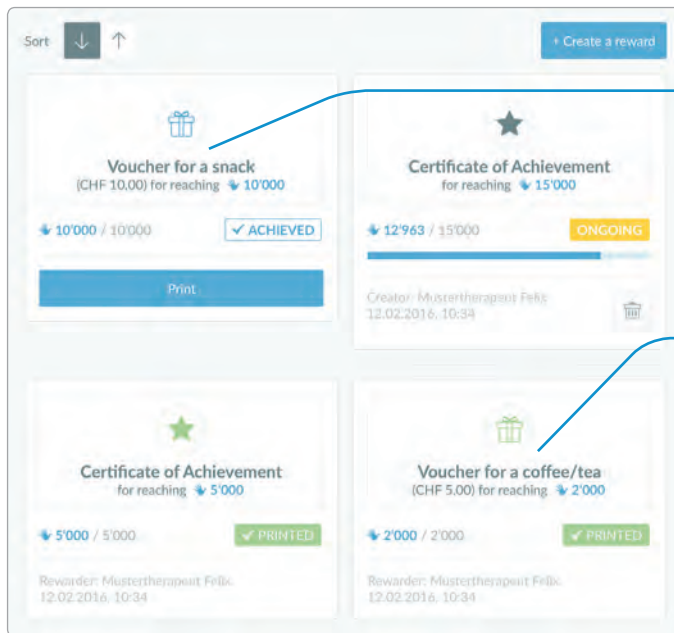 Sort
+ Create a reward
Voucher for a snack
(CHF 10.00) for reaching 10'000
10'000 / 10'000 ACHIEVED
Print
Certificate of Achievement
for reaching 15'000
12'963 / 15'000 ONGOING
Creator: Mustertherapeut Felix
12.02.2016, 10:34
Certificate of Achievement
for reaching 5'000
5'000 / 5'000 PRINTED
Rewarder: Mustertherapeut Felix.
12.02.2016, 10:34
Voucher for a coffee/tea
(CHF 5.00) for reaching 2'000
2'000 / 2'000 PRINTED
Rewarder: Mustertherapeut Felix.
12.02.2016, 10:34